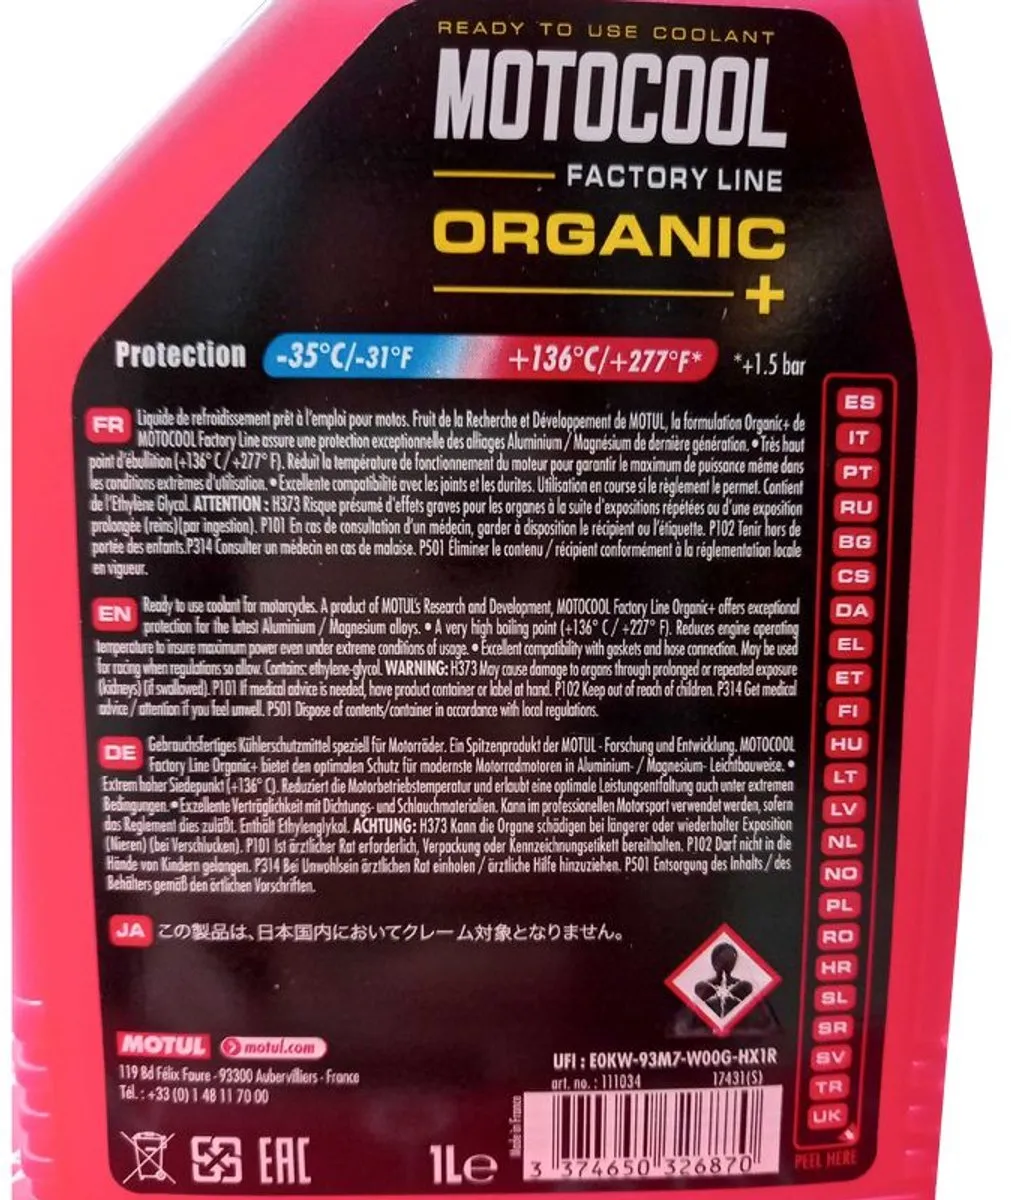 READY TO USE COOLANT
MOTOCOOL
FACTORY LINE
ORGANIC
+
Protection -35°C/-31°F +136°C/+277°F* *+1.5 bar
FR Liquide de refroidissement prêt à l'emploi pour motos. Fruit de la Recherche et Développement de MOTUL, la formulation Organic+ de
MOTOCOOL Factory Line assure une protection exceptionnelle des alliages Aluminium / Magnésium de dernière génération. • Très haut
point d'ébullition (+136° C/+277° F). Réduit la température de fonctionnement du moteur pour garantir le maximum de puissance même dans
les conditions extrêmes d'utilisation. • Excellente compatibilité avec les joints et les durites. Utilisation en course si le règlement le permet. Contient
de l'Ethylène Glycol. ATTENTION : H373 Risque présumé d'effets graves pour les organes à la suite d'expositions répétées ou d'une exposition
prolongée (reins)(par ingestion). P101 En cas de consultation d'un médecin, garder à disposition le récipient ou l'étiquette. P102 Tenir hors de
portée des enfants.P314 Consulter un médecin en cas de malaise. P501 Éliminer le contenu / récipient conformément à la réglementation locale
en vigueur.
EN Ready to use coolant for motorcycles. A product of MOTUL's Research and Development, MOTOCOOL Factory Line Organic+ offers exceptional
protection for the latest Aluminium / Magnesium alloys. • A very high boiling point (+136° C / +227° F). Reduces engine operating
temperature to insure maximum power even under extreme conditions of usage. • Excellent compatibility with gaskets and hose connection. May be used
for racing when regulations so allow. Contains: ethylene-glycol. WARNING: H373 May cause damage to organs through prolonged or repeated exposure
(kidneys) (if swallowed). P101 If medical advice is needed, have product container or label at hand. P102 Keep out of reach of children. P314 Get medical
advice / attention if you feel unwell. P501 Dispose of contents/container in accordance with local regulations.
DE Gebrauchsfertiges Kühlerschutzmittel speziell für Motorräder. Ein Spitzenprodukt der MOTUL - Forschung und Entwicklung. MOTOCOOL
Factory Line Organic+ bietet den optimalen Schutz für modernste Motorradmotoren in Aluminium- / Magnesium- Leichtbauweise. •
Extrem hoher Siedepunkt (+136° C). Reduziert die Motorbetriebstemperatur und erlaubt eine optimale Leistungsentfaltung auch unter extremen
Bedingungen. • Exzellente Verträglichkeit mit Dichtungs- und Schlauchmaterialien. Kann im professionellen Motorsport verwendet werden, sofern
das Reglement dies zuläßt. Enthält Ethylenglykol. ACHTUNG: H373 Kann die Organe schädigen bei längerer oder wiederholter Exposition
(Nieren) (bei Verschlucken). P101 Ist ärztlicher Rat erforderlich, Verpackung oder Kennzeichnungsetikett bereithalten. P102 Darf nicht in die
Hände von Kindern gelangen. P314 Bei Unwohlsein ärztlichen Rat einholen / ärztliche Hilfe hinzuziehen. P501 Entsorgung des Inhalts / des
Behälters gemäß den örtlichen Vorschriften.
JA この製品は、日本国内においてクレーム対象となりません。
MOTUL motul.com
119 Bd Félix Faure - 93300 Aubervilliers - France
Tél. : +33 (0) 1 48 11 70 00
EAC
1L e
UFI : E0KW-93M7-W00G-HX1R
art. no. : 111034 17431(S)
Made in France
3 374650 326870
ES
IT
PT
RU
BG
CS
DA
EL
ET
FI
HU
LT
LV
NL
NO
PL
RO
HR
SL
SR
SV
TR
UK
PEEL HERE